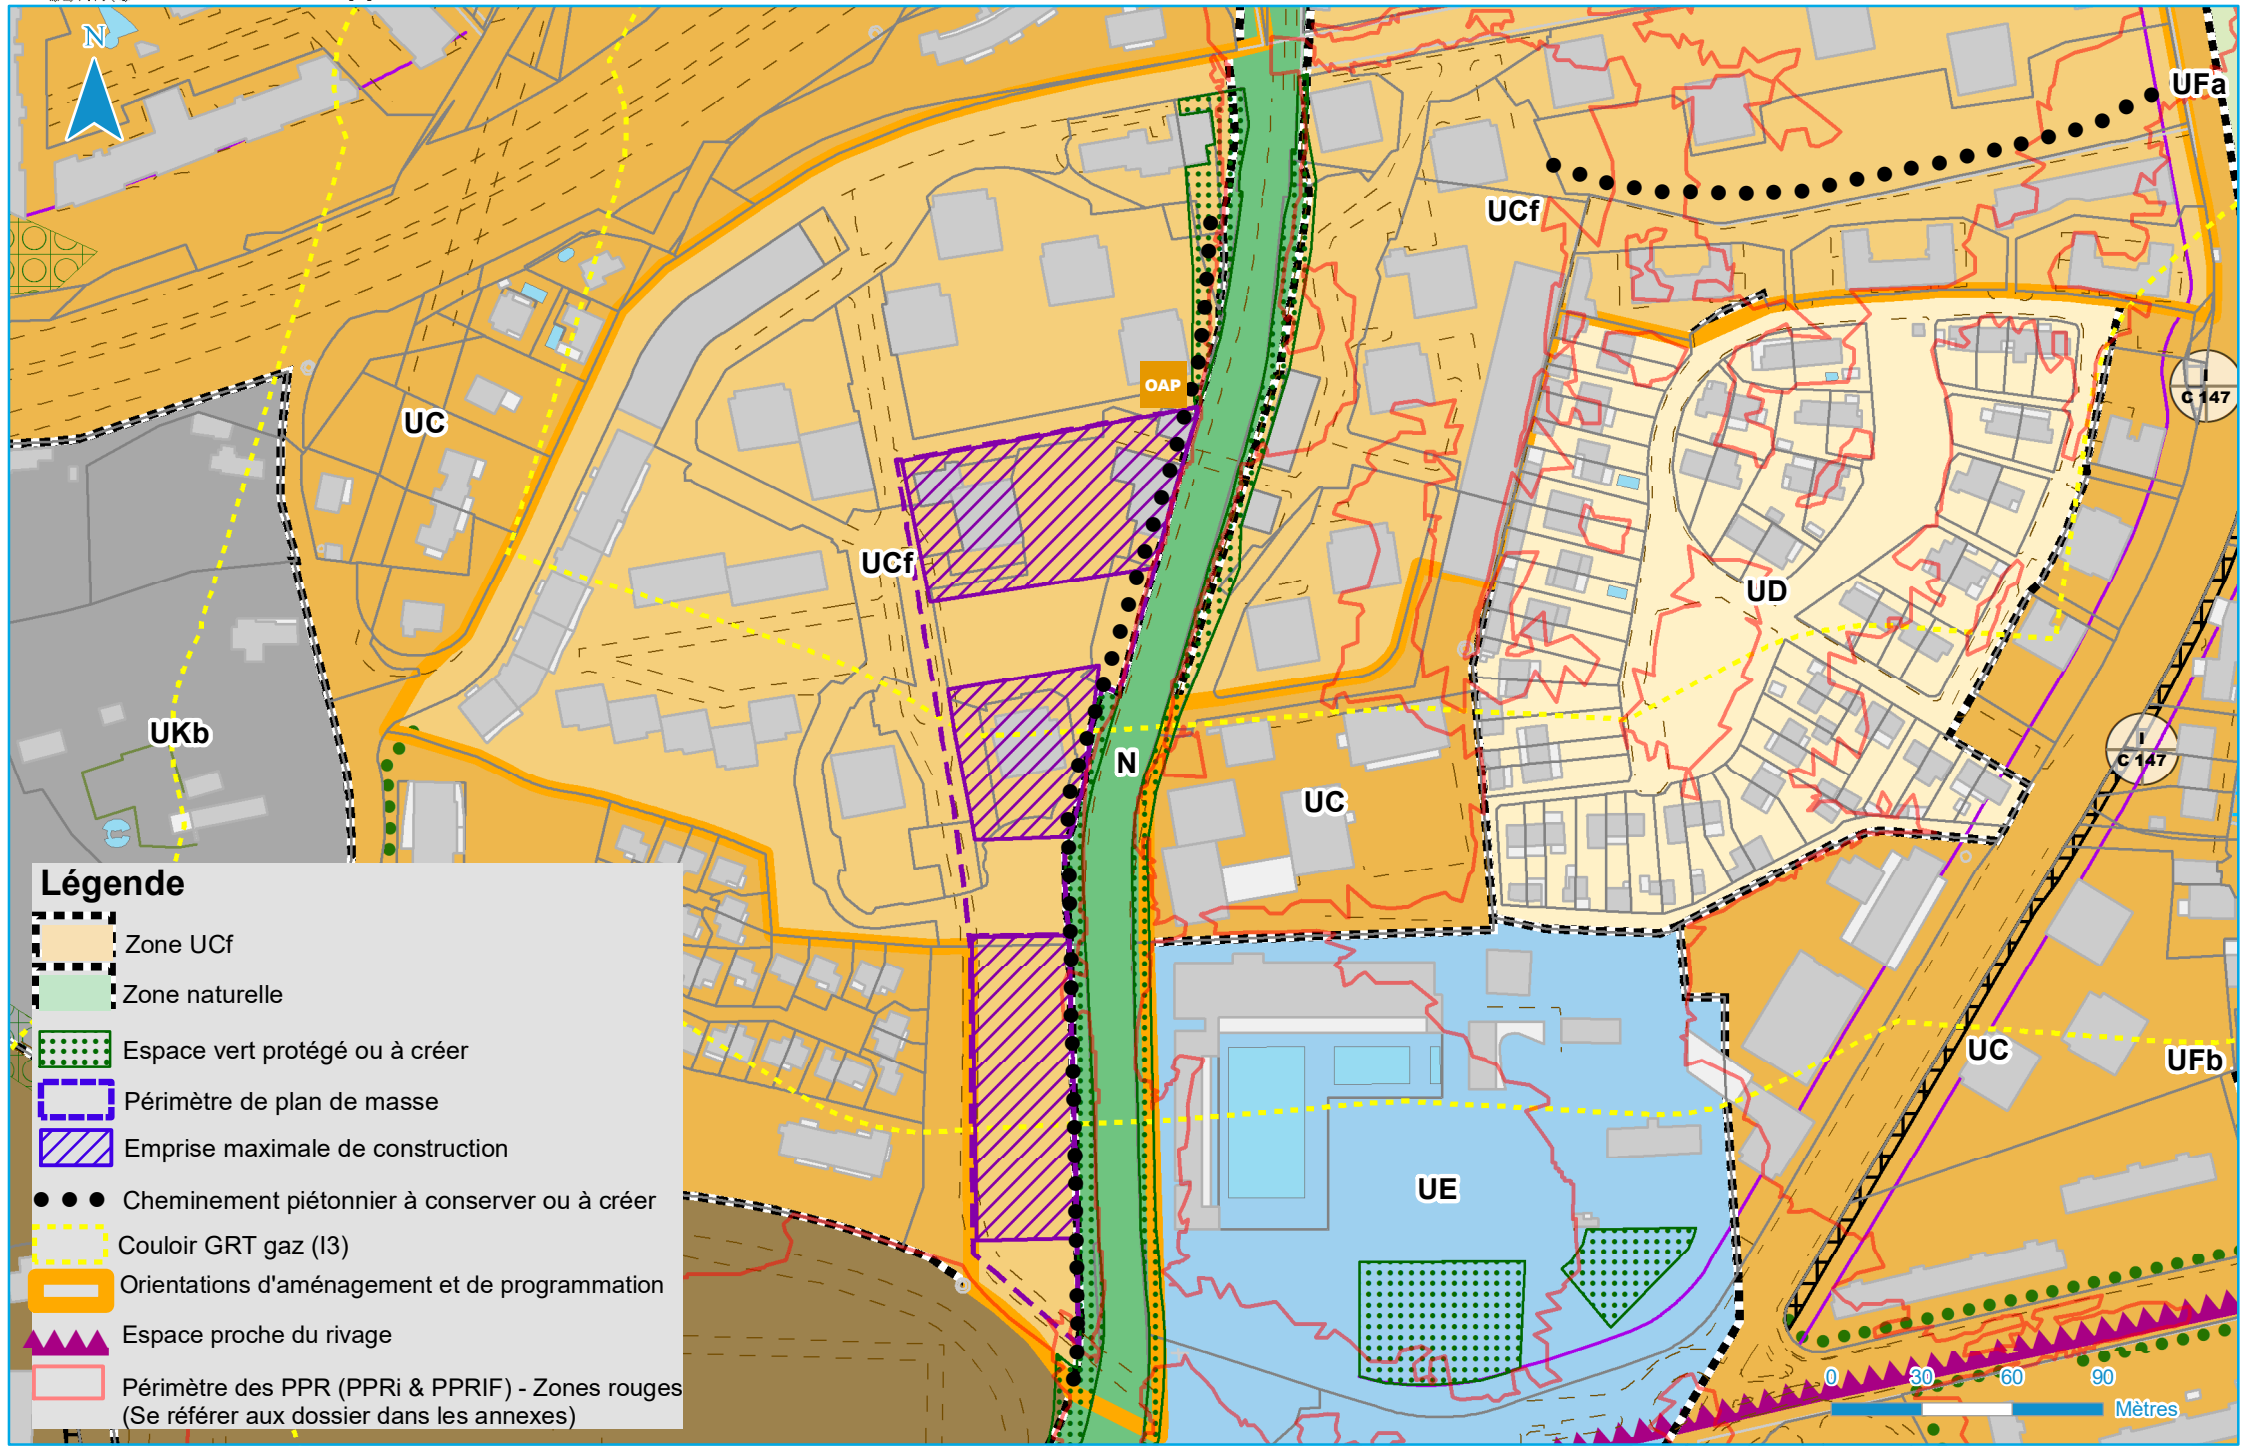 N
UFa
UCf
I
C 147
OAP
UC
UCf
UD
UKb
I
C 147
N
UC
Légende
Zone UCf
Zone naturelle
Espace vert protégé ou à créer
Périmètre de plan de masse
Emprise maximale de construction
Cheminement piétonnier à conserver ou à créer
Couloir GRT gaz (I3)
Orientations d'aménagement et de programmation
Espace proche du rivage
Périmètre des PPR (PPRi & PPRIF) - Zones rouges
(Se référer aux dossier dans les annexes)
UC
UFb
UE
0 30 60 90
Mètres